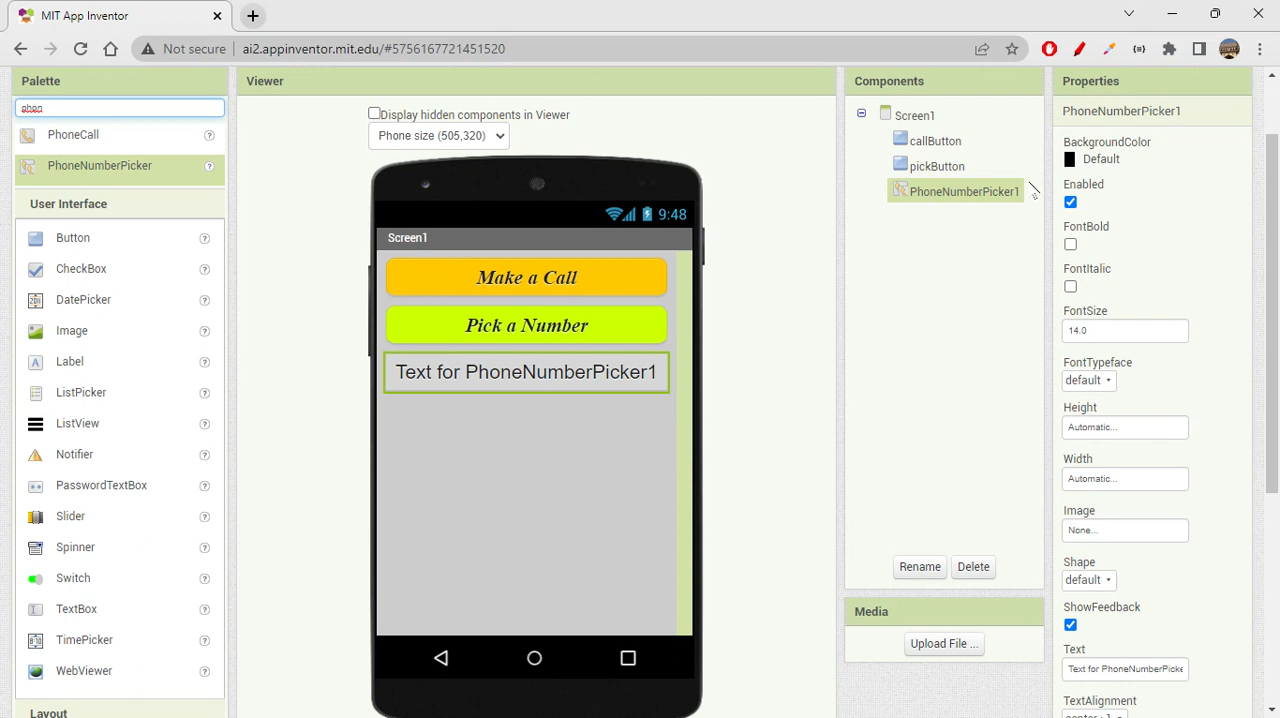 MIT App Inventor
Not secure
ai2.appinventor.mit.edu/#5756167721451520
Palette
phon
PhoneCall
PhoneNumberPicker
User Interface
Button
CheckBox
DatePicker
Image
Label
ListPicker
ListView
Notifier
PasswordTextBox
Slider
Spinner
Switch
TextBox
TimePicker
WebViewer
Layout
Viewer
Display hidden components in Viewer
Phone size (505,320)
9:48
Screen1
Make a Call
Pick a Number
Text for PhoneNumberPicker1
Components
Screen1
callButton
pickButton
PhoneNumberPicker1
Rename
Delete
Media
Upload File ...
Properties
PhoneNumberPicker1
BackgroundColor
Default
Enabled
FontBold
FontItalic
FontSize
14.0
FontTypeface
default
Height
Automatic...
Width
Automatic...
Image
None...
Shape
default
ShowFeedback
Text
Text for PhoneNumberPicke
TextAlignment